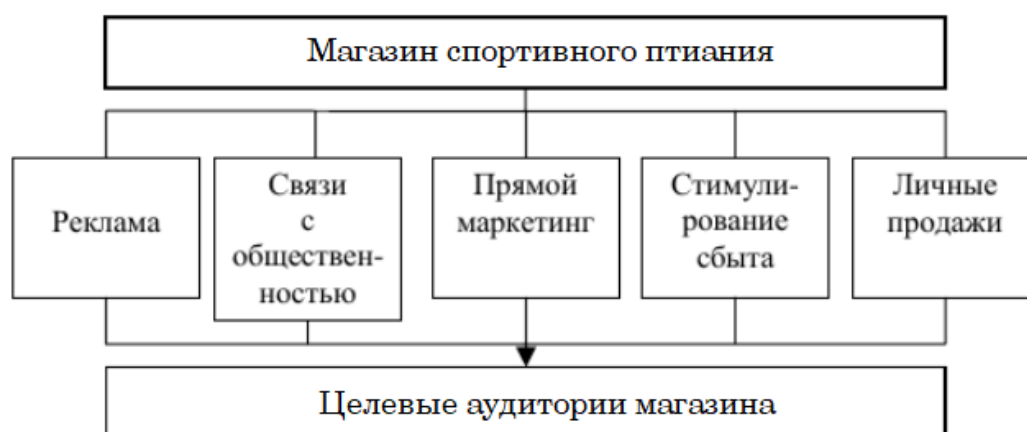 Магазин спортивного птиания
Реклама
Связи
с
обществен-
ностью
Прямой
маркетинг
Стимули-
рование
сбыта
Личные
продажи
Целевые аудитории магазина